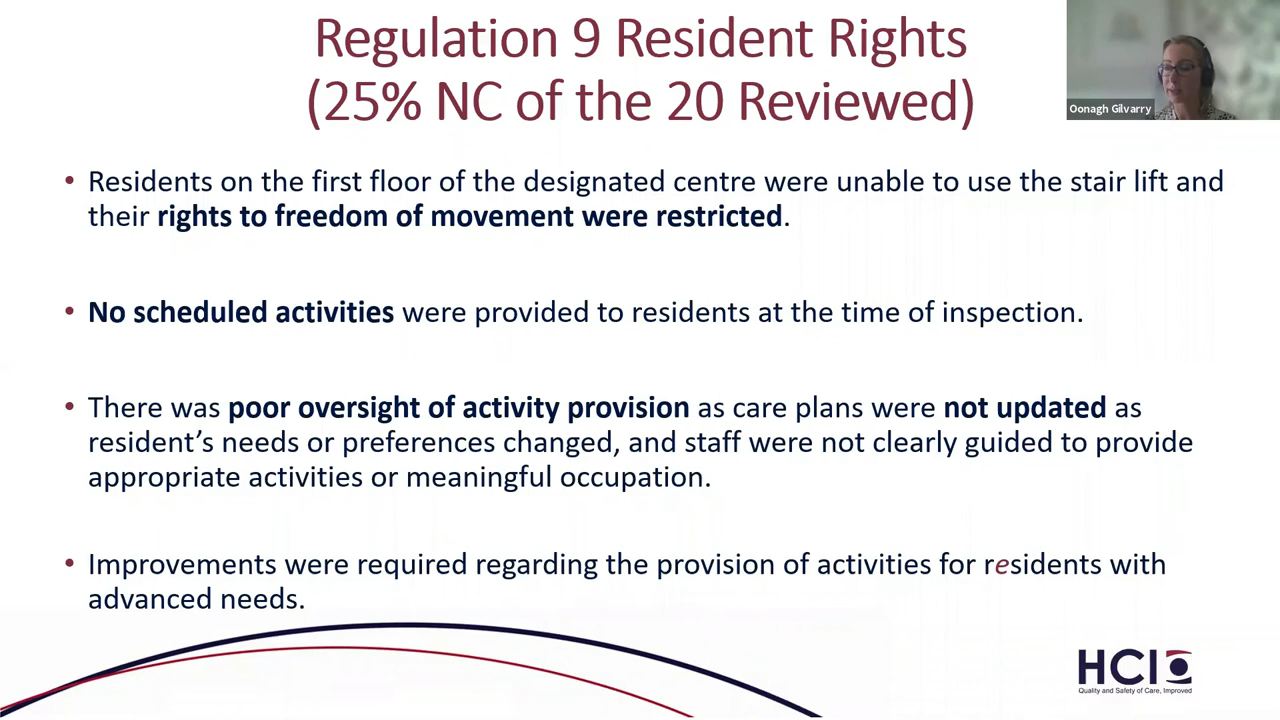 Regulation 9 Resident Rights
(25% NC of the 20 Reviewed)
Oonagh Gilvarry
• Residents on the first floor of the designated centre were unable to use the stair lift and
their rights to freedom of movement were restricted.
• No scheduled activities were provided to residents at the time of inspection.
• There was poor oversight of activity provision as care plans were not updated as
resident’s needs or preferences changed, and staff were not clearly guided to provide
appropriate activities or meaningful occupation.
• Improvements were required regarding the provision of activities for residents with
advanced needs.
HCI
Quality and Safety of Care, Improved